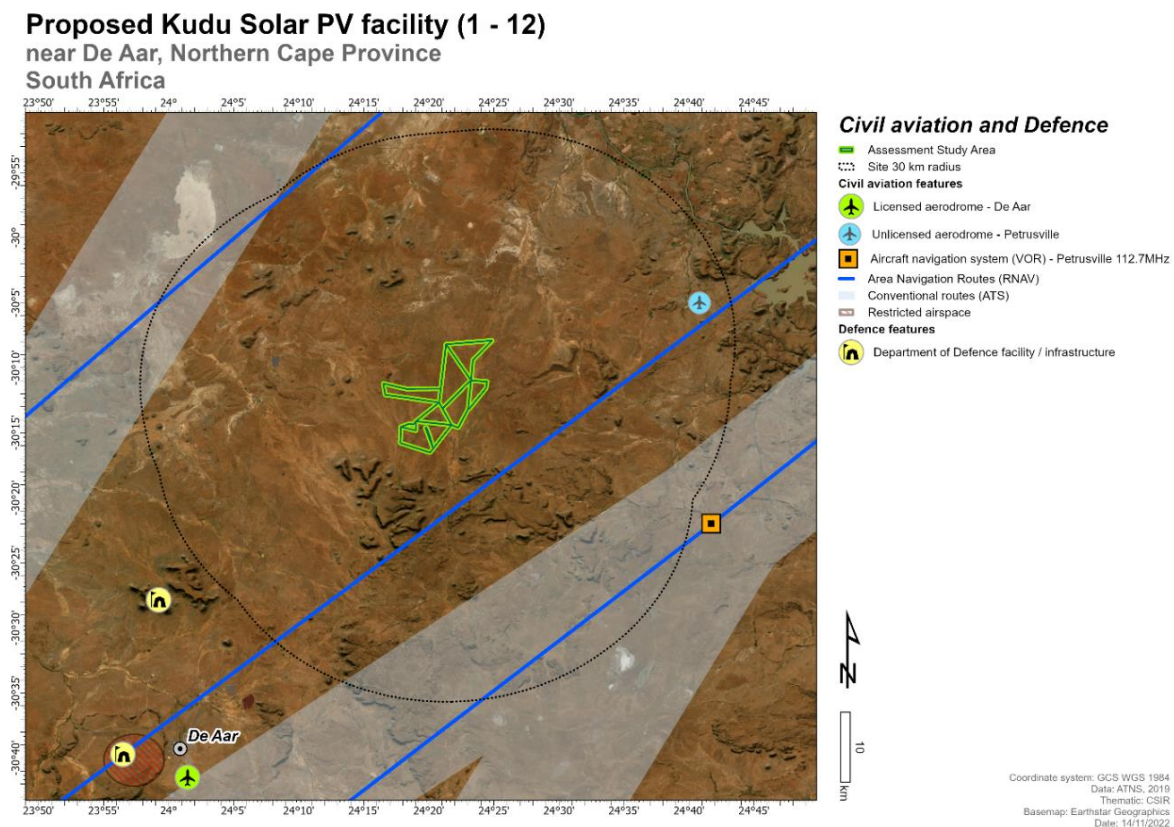 Proposed Kudu Solar PV facility (1 - 12)
near De Aar, Northern Cape Province
South Africa
23°50' 23°55' 24° 24°5' 24°10' 24°15' 24°20' 24°25' 24°30' 24°35' 24°40' 24°45'
-29°55'
-30°
-30°5'
-30°10'
-30°15'
-30°20'
-30°25'
-30°30'
-30°35'
-30°40'
De Aar
23°50' 23°55' 24° 24°5' 24°10' 24°15' 24°20' 24°25' 24°30' 24°35' 24°40' 24°45'
Civil aviation and Defence
Assessment Study Area
Site 30 km radius
Civil aviation features
Licensed aerodrome - De Aar
Unlicensed aerodrome - Petrusville
Aircraft navigation system (VOR) - Petrusville 112.7MHz
Area Navigation Routes (RNAV)
Conventional routes (ATS)
Restricted airspace
Defence features
Department of Defence facility / infrastructure
N
10
km
Coordinate system: GCS WGS 1984
Data: ATNS, 2019
Thematic: CSIR
Basemap: Earthstar Geographics
Date: 14/11/2022